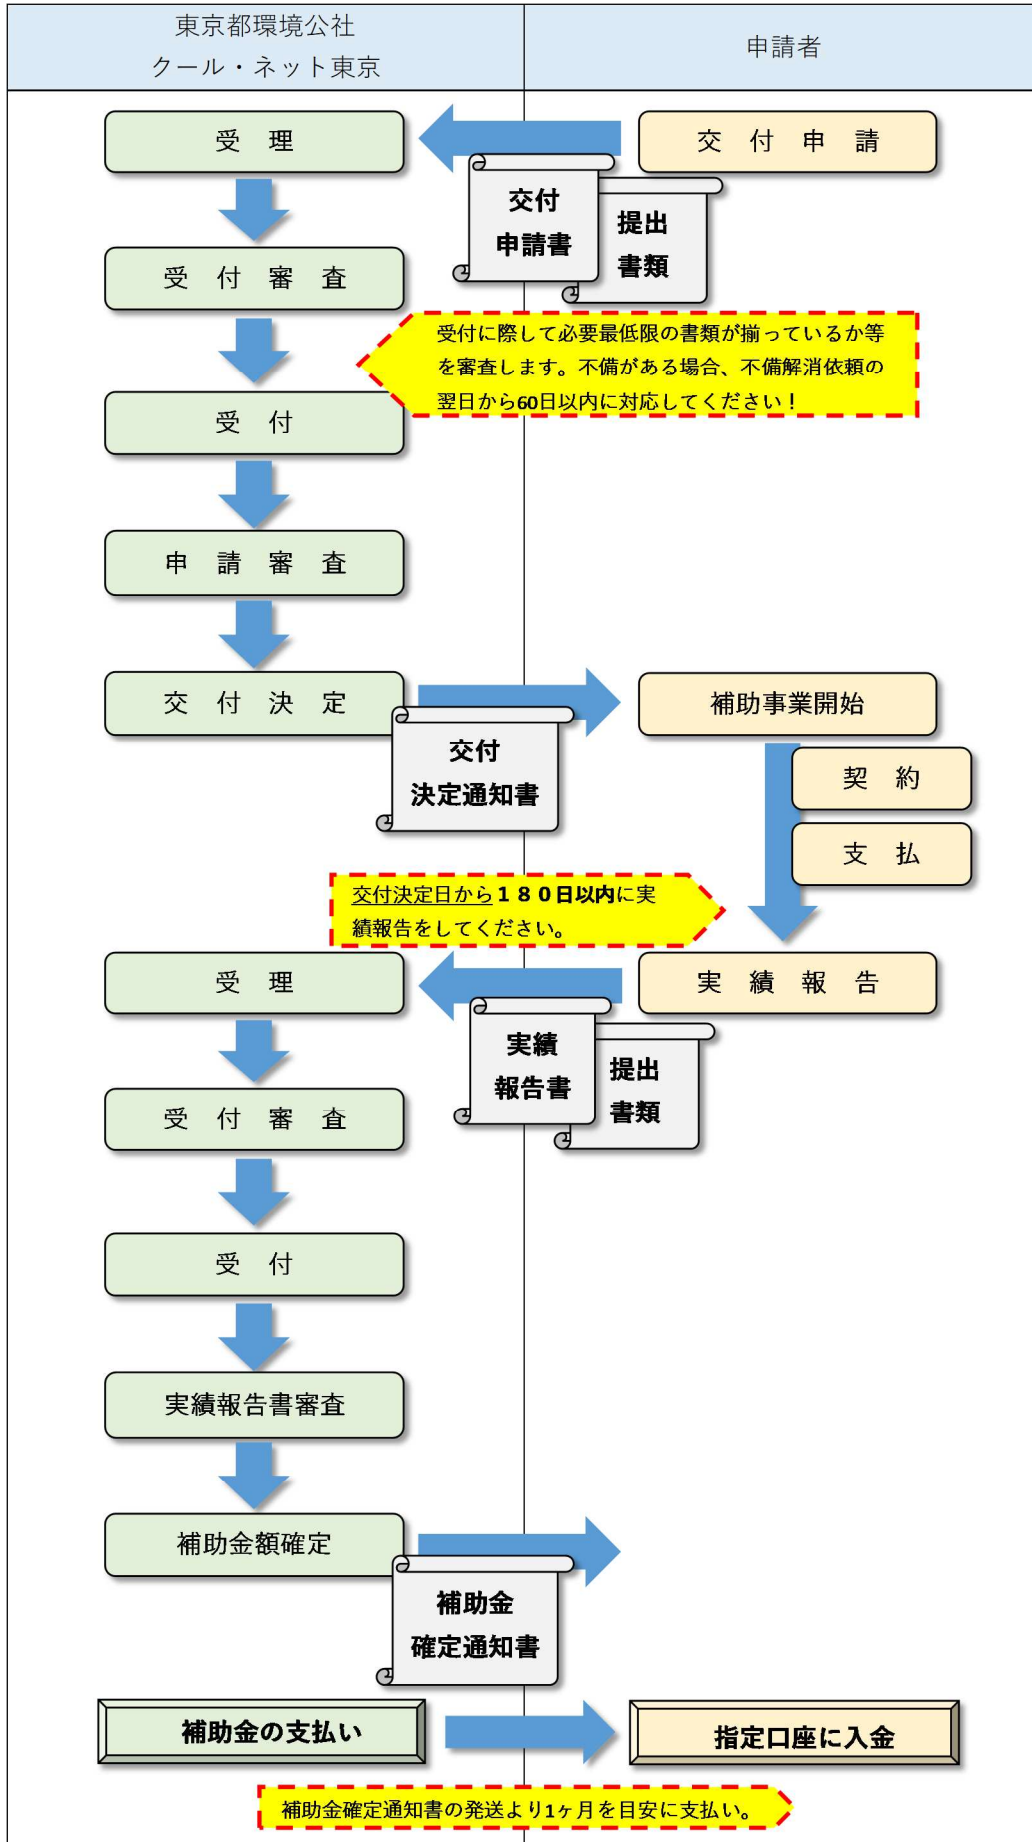 東京都環境公社
クール・ネット東京
申請者
受　理
交　付　申　請
交付
申請書
提出
書類
受　付　審　査
受付に際して必要最低限の書類が揃っているか等
を審査します。不備がある場合、不備解消依頼の
翌日から60日以内に対応してください！
受　付
申　請　審　査
交　付　決　定
補助事業開始
交付
決定通知書
契　約
支　払
交付決定日から１８０日以内に実
績報告をしてください。
受　理
実　績　報　告
実績
報告書
提出
書類
受　付　審　査
受　付
実績報告書審査
補助金額確定
補助金
確定通知書
補助金の支払い
指定口座に入金
補助金確定通知書の発送より1ヶ月を目安に支払い。